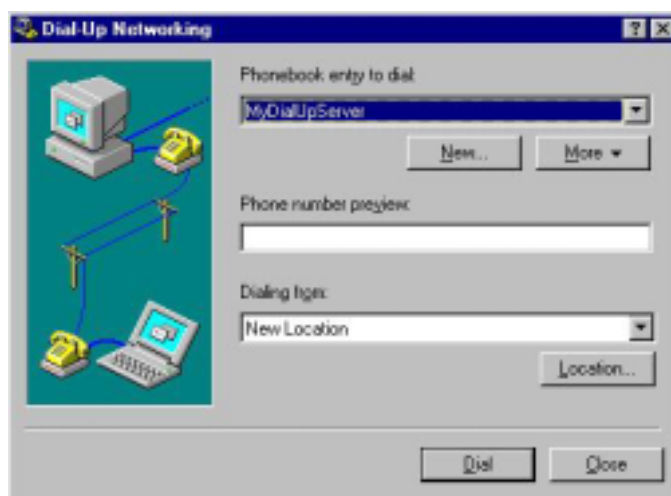 Dial-Up Networking
Phonebook entry to dial:
MyDialUpServer
New...
More
Phone number preview:
Dialing from:
New Location
Location...
Dial
Close